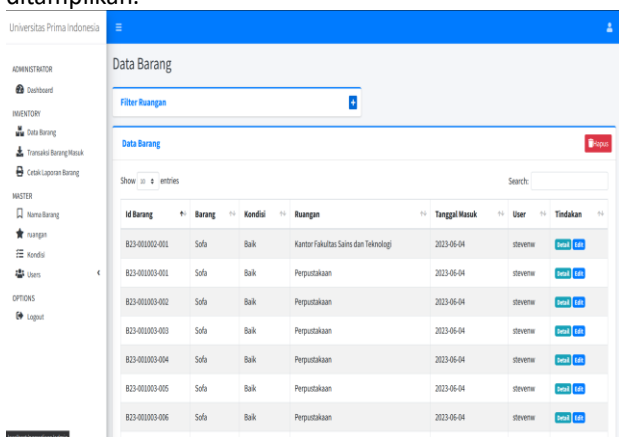 ditampilkan.
Universitas Prima Indonesia
ADMINISTRATOR
Dashboard
INVENTORY
Data Barang
Transaksi Barang Masuk
Cetak Laporan Barang
MASTER
Nama Barang
ruangan
Kondisi
Users
OPTIONS
Logout
Data Barang
Filter Ruangan
Data Barang
Hapus
Show entries
Search:
Id Barang Barang Kondisi Ruangan Tanggal Masuk User Tindakan
B23-001002-001 Sofa Baik Kantor Fakultas Sains dan Teknologi 2023-06-04 stevenw Detail Edit
B23-001003-001 Sofa Baik Perpustakaan 2023-06-04 stevenw Detail Edit
B23-001003-002 Sofa Baik Perpustakaan 2023-06-04 stevenw Detail Edit
B23-001003-003 Sofa Baik Perpustakaan 2023-06-04 stevenw Detail Edit
B23-001003-004 Sofa Baik Perpustakaan 2023-06-04 stevenw Detail Edit
B23-001003-005 Sofa Baik Perpustakaan 2023-06-04 stevenw Detail Edit
B23-001003-006 Sofa Baik Perpustakaan 2023-06-04 stevenw Detail Edit